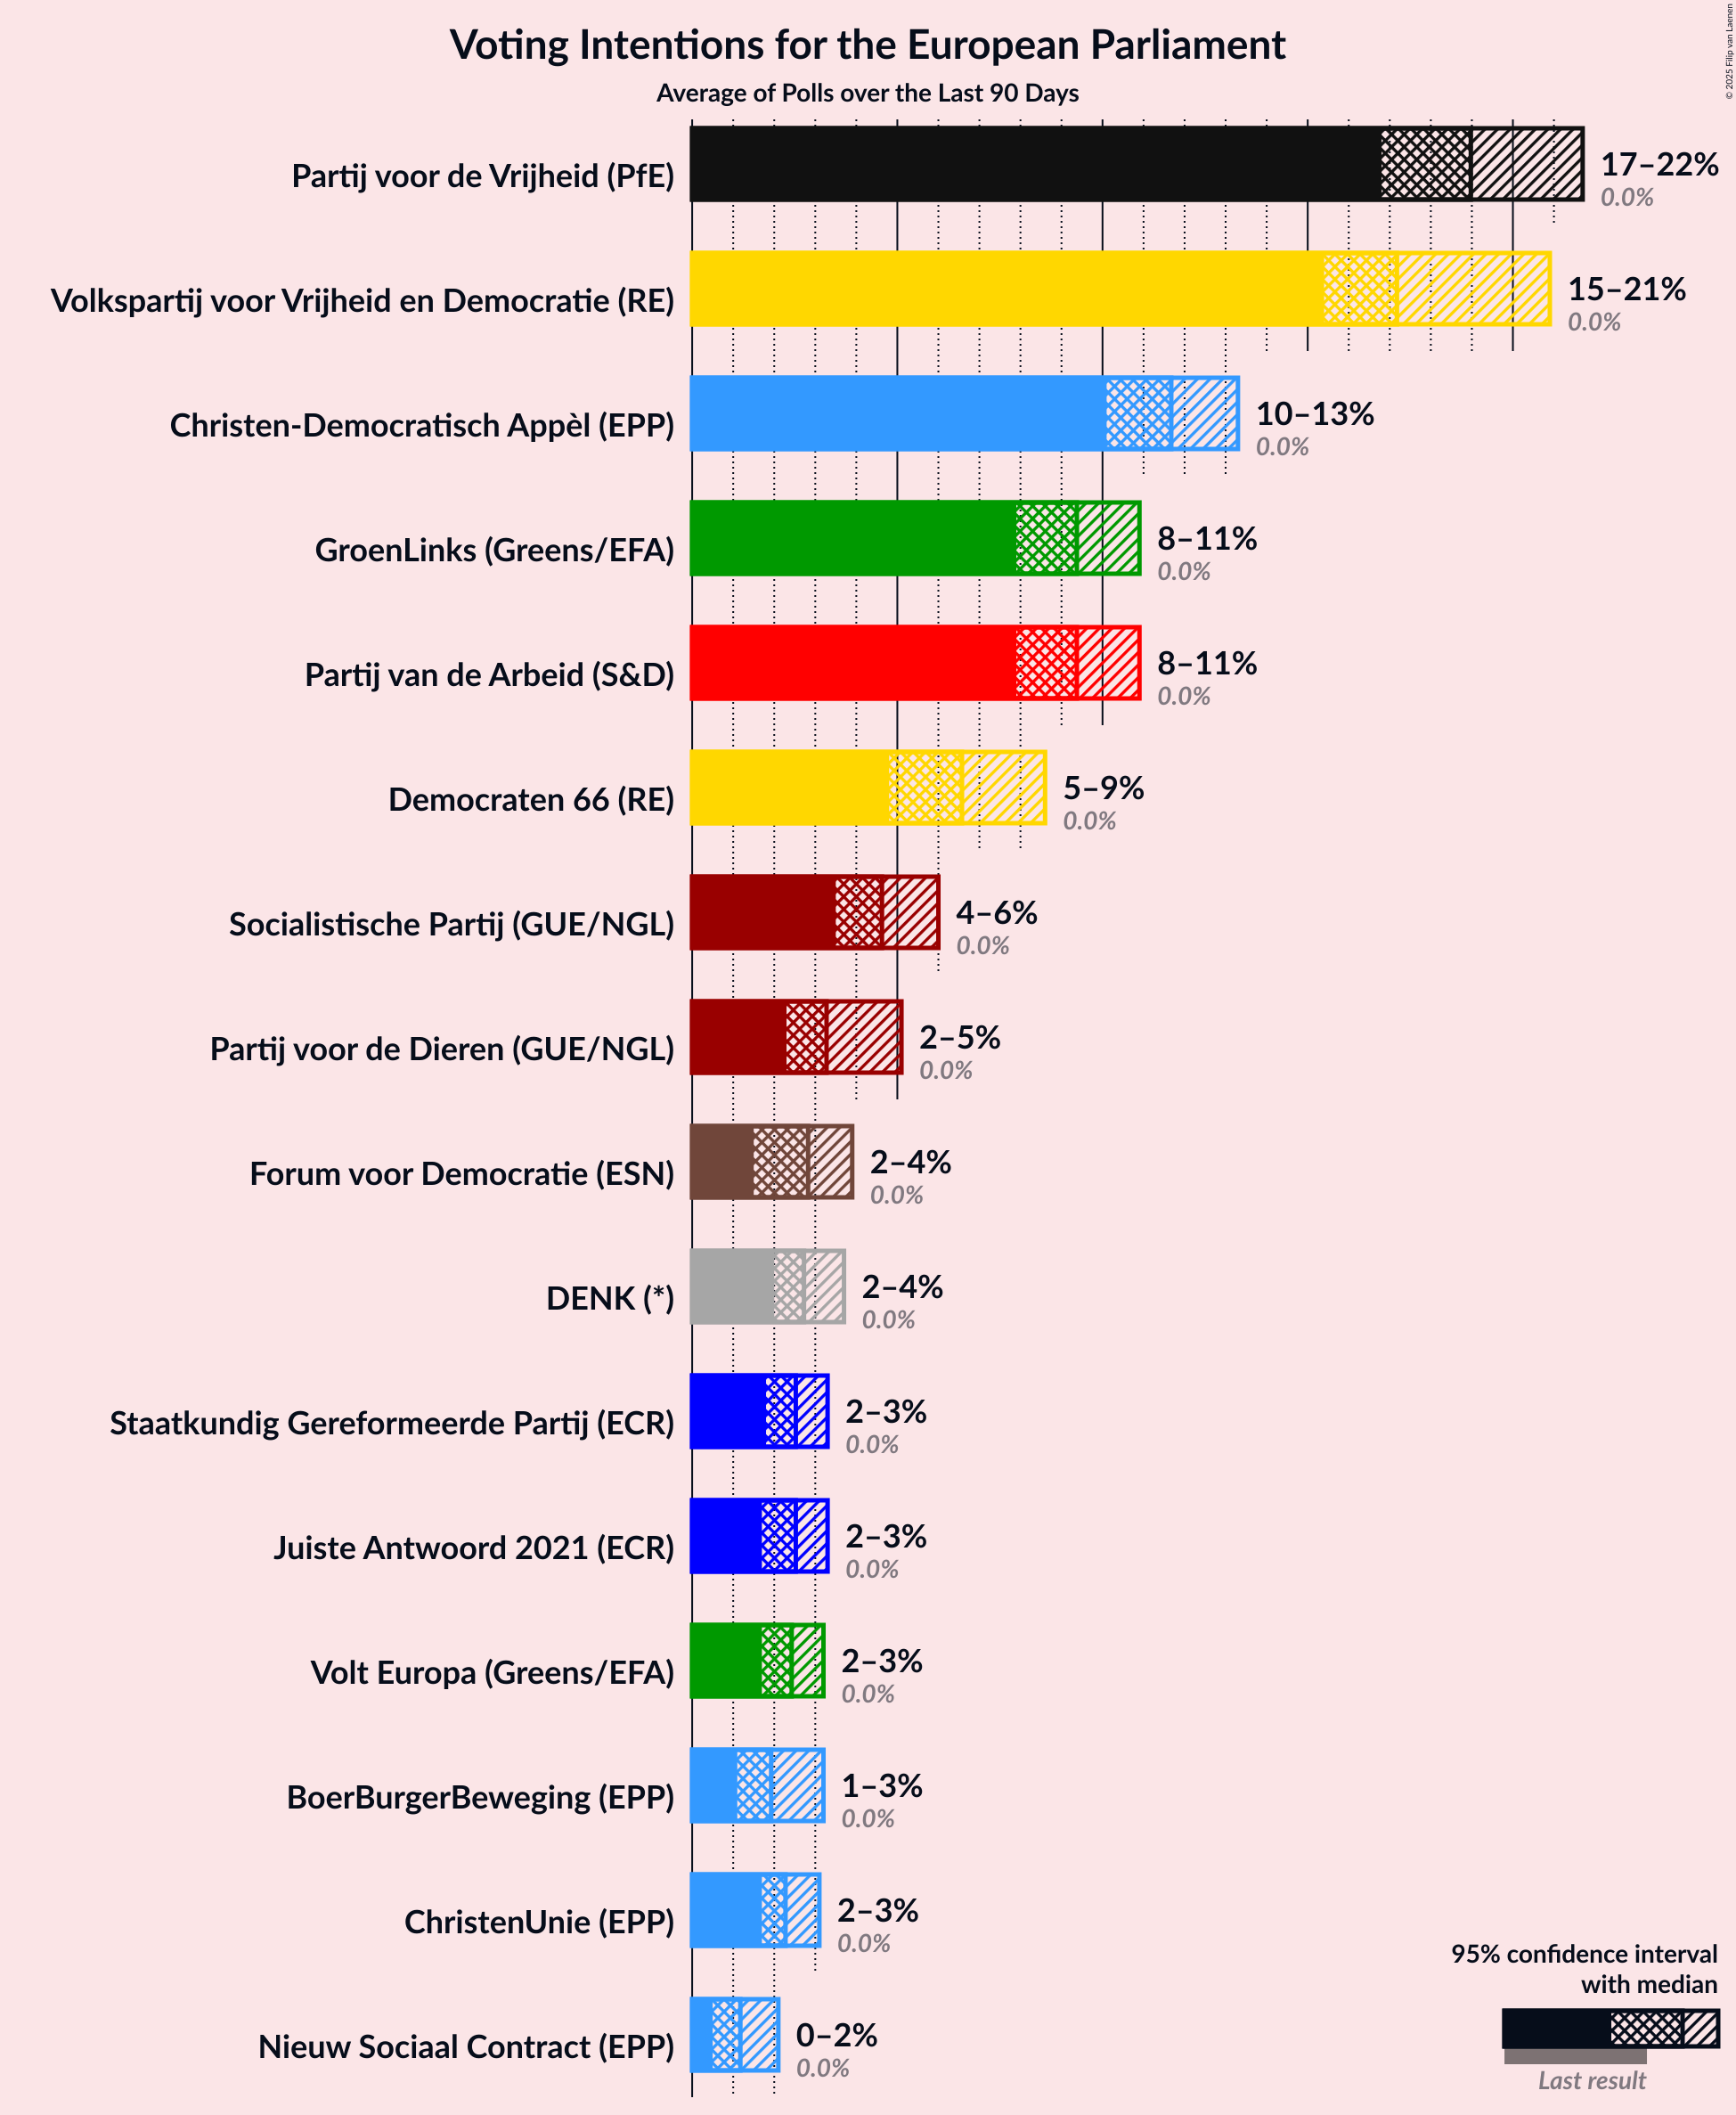 © 2025 Filip van Laenen
Voting Intentions for the European Parliament
Average of Polls over the Last 90 Days
Partij voor de Vrijheid (PfE)
17–22%
0.0%
Volkspartij voor Vrijheid en Democratie (RE)
15–21%
0.0%
Christen-Democratisch Appèl (EPP)
10–13%
0.0%
GroenLinks (Greens/EFA)
8–11%
0.0%
Partij van de Arbeid (S&D)
8–11%
0.0%
Democraten 66 (RE)
5–9%
0.0%
Socialistische Partij (GUE/NGL)
4–6%
0.0%
Partij voor de Dieren (GUE/NGL)
2–5%
0.0%
Forum voor Democratie (ESN)
2–4%
0.0%
DENK (*)
2–4%
0.0%
Staatkundig Gereformeerde Partij (ECR)
2–3%
0.0%
Juiste Antwoord 2021 (ECR)
2–3%
0.0%
Volt Europa (Greens/EFA)
2–3%
0.0%
BoerBurgerBeweging (EPP)
1–3%
0.0%
ChristenUnie (EPP)
2–3%
0.0%
Nieuw Sociaal Contract (EPP)
0–2%
0.0%
95% confidence interval
with median
Last result